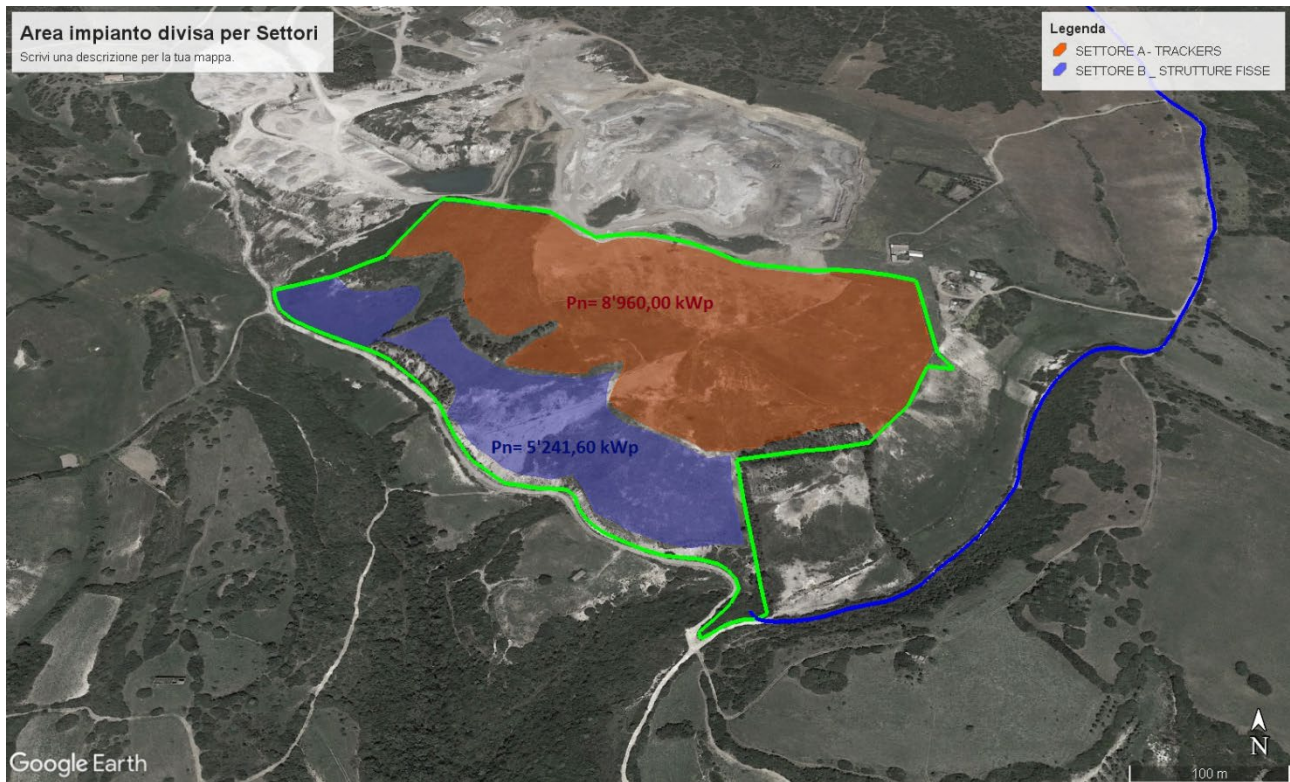 Area impianto divisa per Settori
Scrivi una descrizione per la tua mappa.
Legenda
SETTORE A - TRACKERS
SETTORE B _ STRUTTURE FISSE
Pn= 8'960,00 kWp
Pn= 5'241,60 kWp
Google Earth
N
100 m